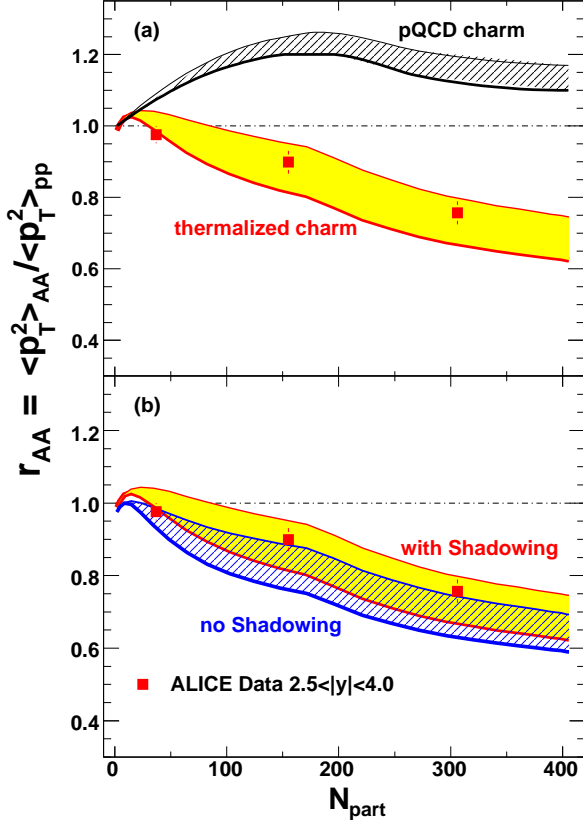 (a)
pQCD charm
1.2
1.0
0.8
thermalized charm
0.6
0.4
r_AA = <p_T^2>_AA/<p_T^2>_pp
(b)
1.2
1.0
with Shadowing
0.8
no Shadowing
0.6
ALICE Data 2.5<|y|<4.0
0.4
0 100 200 300 400
N_part